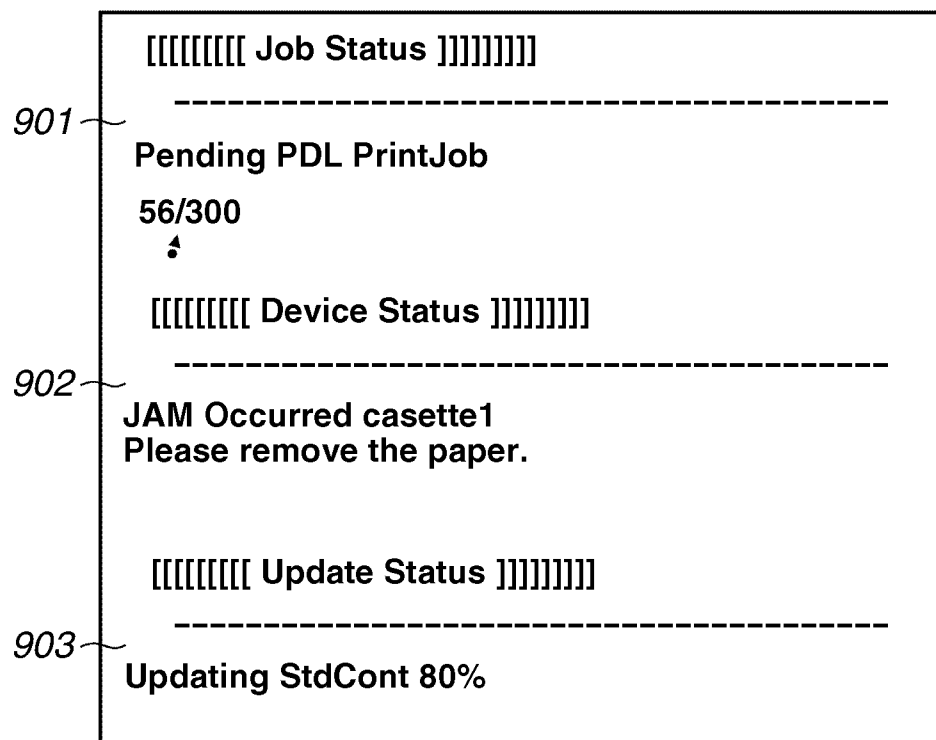 [[[[[[[[[ Job Status ]]]]]]]]]
901
Pending PDL PrintJob
56/300
[[[[[[[[[ Device Status ]]]]]]]]]
902
JAM Occurred casette1
Please remove the paper.
[[[[[[[[[ Update Status ]]]]]]]]]
903
Updating StdCont 80%